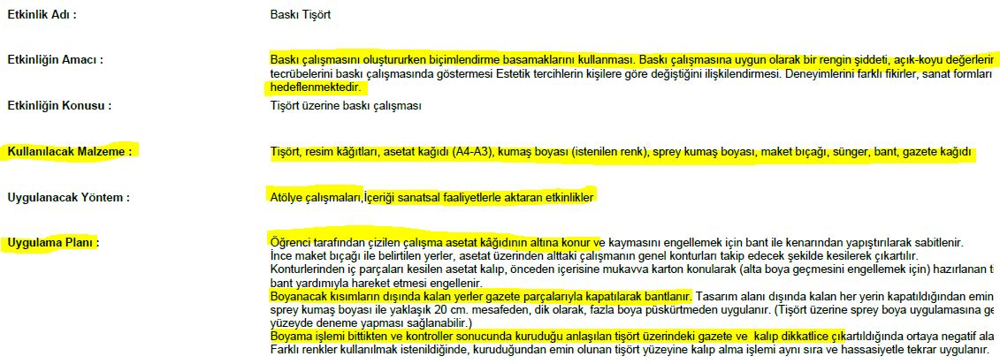 Etkinlik Adı : Baskı Tişört
Etkinliğin Amacı : Baskı çalışmasını oluştururken biçimlendirme basamaklarını kullanması. Baskı çalışmasına uygun olarak bir rengin şiddeti, açık-koyu
tecrübelerini baskı çalışmasında göstermesi Estetik tercihlerin kişilere göre değiştiğini ilişkilendirmesi. Deneyimlerini farklı fikirler, sanat formları
hedeflenmektedir.
Etkinliğin Konusu : Tişört üzerine baskı çalışması
Kullanılacak Malzeme : Tişört, resim kâğıtları, asetat kağıdı (A4-A3), kumaş boyası (istenilen renk), sprey kumaş boyası, maket bıçağı, sünger, bant, gazete kağıdı
Uygulanacak Yöntem : Atölye çalışmaları,İçeriği sanatsal faaliyetlerle aktaran etkinlikler
Uygulama Planı : Öğrenci tarafından çizilen çalışma asetat kâğıdının altına konur ve kaymasını engellemek için bant ile kenarından yapıştırılarak sabitlenir.
İnce maket bıçağı ile belirtilen yerler, asetat üzerinden alttaki çalışmanın genel konturları takip edecek şekilde kesilerek çıkartılır.
Konturlerinden iç parçaları kesilen asetat kalıp, önceden içerisine mukavva karton konularak (alta boya geçmesini engellemek için) hazırlanan
bant yardımıyla hareket etmesi engellenir.
Boyanacak kısımların dışında kalan yerler gazete parçalarıyla kapatılarak bantlanır. Tasarım alanı dışında kalan her yerin kapatıldığından emin
sprey kumaş boyası ile yaklaşık 20 cm. mesafeden, dik olarak, fazla boya püskürtmeden uygulanır. (Tişört üzerine sprey boya uygulamasına
yüzeyde deneme yapması sağlanabilir.)
Boyama işlemi bittikten ve kontroller sonucunda kuruduğu anlaşılan tişört üzerindeki gazete ve kalıp dikkatlice çıkartıldığında ortaya negatif
Farklı renkler kullanılmak istenildiğinde, kuruduğundan emin olunan tişört yüzeyine kalıp alma işlemi aynı sıra ve hassasiyetle tekrar uygulanır.